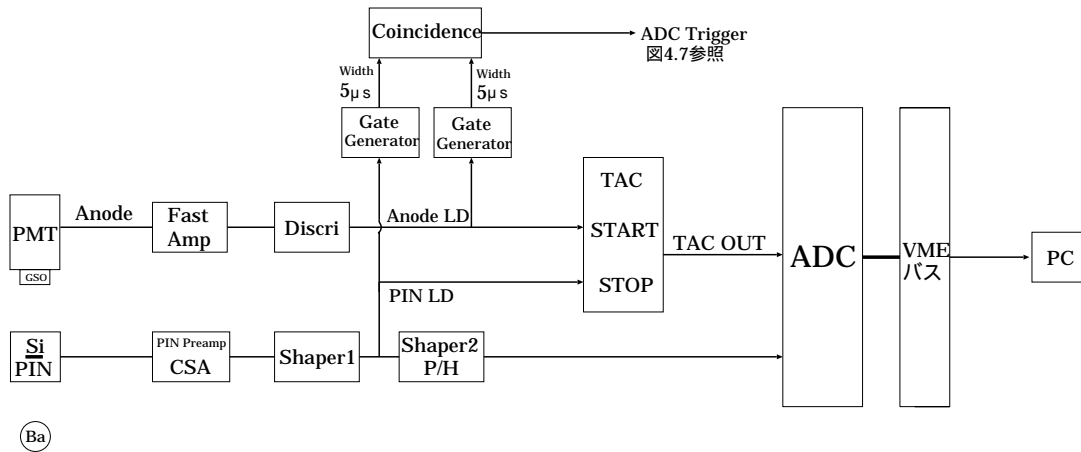 Coincidence
ADC Trigger
図4.7参照
Width
5μs
Width
5μs
Gate
Generator
Gate
Generator
PMT
GSO
Anode
Fast
Amp
Discri
Anode LD
PIN LD
TAC
START
STOP
TAC OUT
ADC
VME
バス
PC
Si
PIN
PIN Preamp
CSA
Shaper1
Shaper2
P/H
Ba